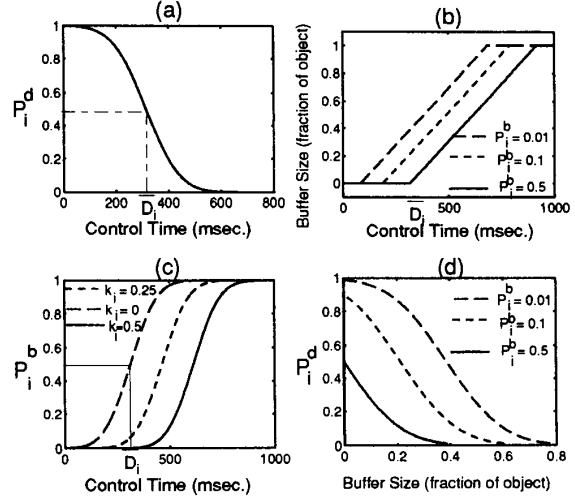 (a)
1
0.8
0.6
0.4
0.2
0
P_i^d
0 200 400 600 800
D̅_i
Control Time (msec.)
(b)
Buffer Size (fraction of object)
1
0.8
0.6
0.4
0.2
0
P_i^b = 0.01
P_i^b = 0.1
P_i^b = 0.5
0 500 1000
D̅_i
Control Time (msec.)
(c)
1
0.8
0.6
0.4
0.2
0
P_i^b
k_i = 0.25
k_i = 0
k_i = 0.5
0 500 1000
D̅_i
Control Time (msec.)
(d)
1
0.8
0.6
0.4
0.2
0
P_i^d
P_i^b = 0.01
P_i^b = 0.1
P_i^b = 0.5
0 0.2 0.4 0.6 0.8
Buffer Size (fraction of object)